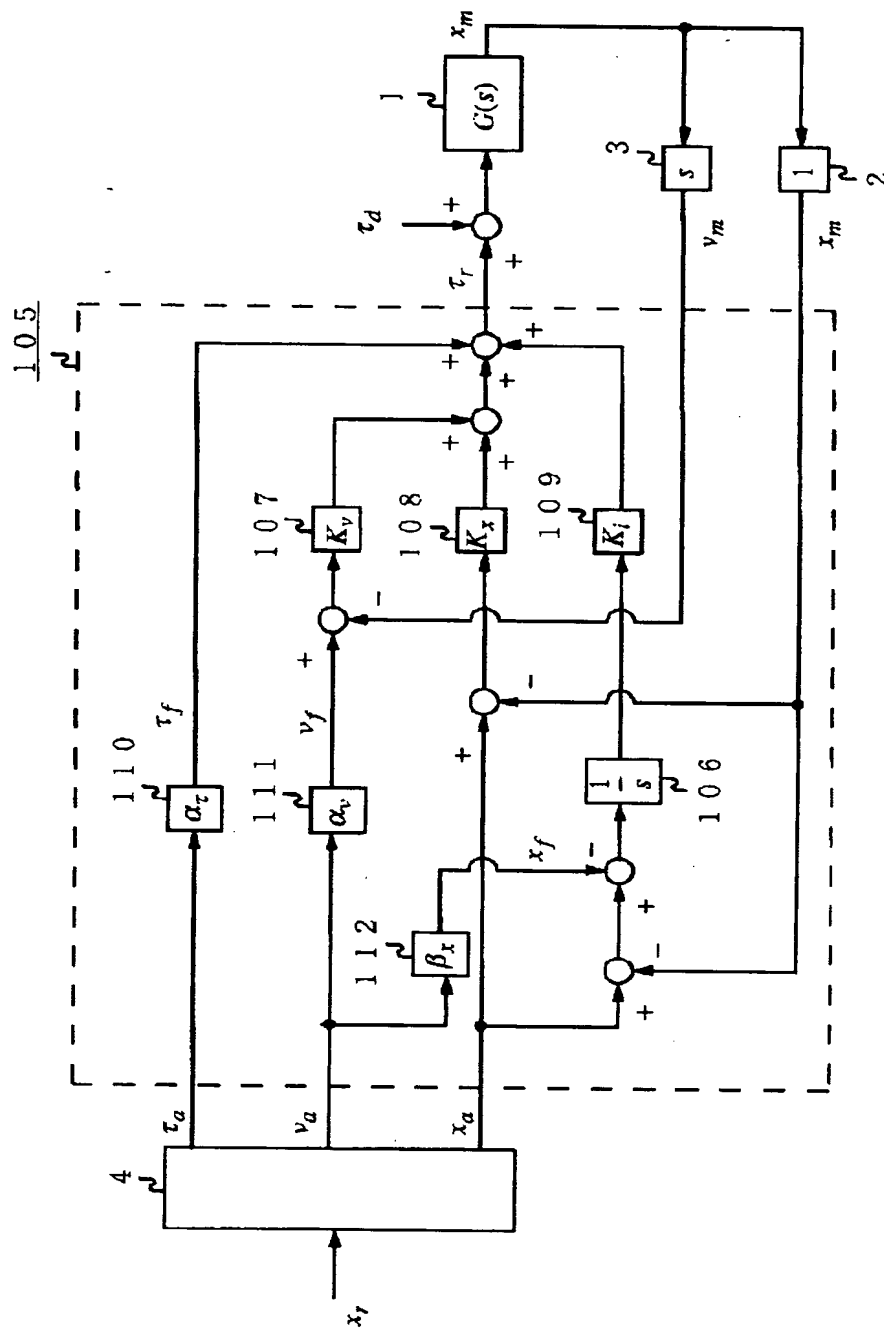 105
τ_a
110
α_τ
τ_f
τ_d
1
G(s)
x_m
4
v_a
111
α_v
v_f
107
K_v
τ_r
+
+
+
+
+
+
+
+
-
x_r
112
β_x
x_f
108
K_x
109
K_i
3
s
v_m
x_a
+
-
+
-
+
-
1/s
106
1
2
x_m